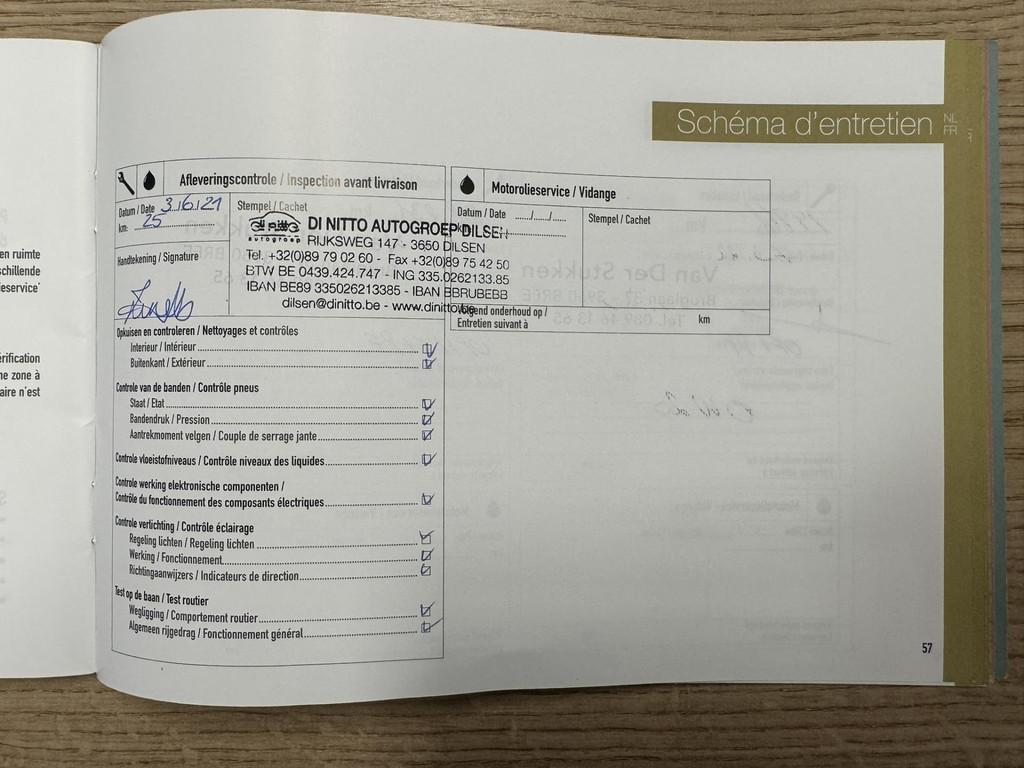 en ruimte
schillende
eservice'
érification
ne zone à
aire n'est
Schéma d'entretien
NL
FR
Afleveringscontrole / Inspection avant livraison
Datum / Date 3.16.121
km: 25
Stempel / Cachet
autogroep
DI NITTO AUTOGROEP DILSEN
RIJKSWEG 147 - 3650 DILSEN
Tel. +32(0)89 79 02 60 - Fax +32(0)89 75 42 50
BTW BE 0439.424.747 - ING 335.0262133.85
IBAN BE89 335026213385 - IBAN BBRUBEBB
dilsen@dinitto.be - www.dinitto.be
Handtekening / Signature
Opkuisen en controleren / Nettoyages et contrôles
Interieur / Intérieur
Buitenkant / Extérieur
Controle van de banden / Contrôle pneus
Staat / Etat
Bandendruk / Pression
Aantrekmoment velgen / Couple de serrage jante
Controle vloeistofniveaus / Contrôle niveaux des liquides
Controle werking elektronische componenten /
Contrôle du fonctionnement des composants électriques
Controle verlichting / Contrôle éclairage
Regeling lichten / Regeling lichten
Werking / Fonctionnement
Richtingaanwijzers / Indicateurs de direction
Test op de baan / Test routier
Wegligging / Comportement routier
Algemeen rijgedrag / Fonctionnement général
Motorolieservice / Vidange
Datum / Date ....../....../......
Stempel / Cachet
Volgend onderhoud op /
Entretien suivant à
km
57